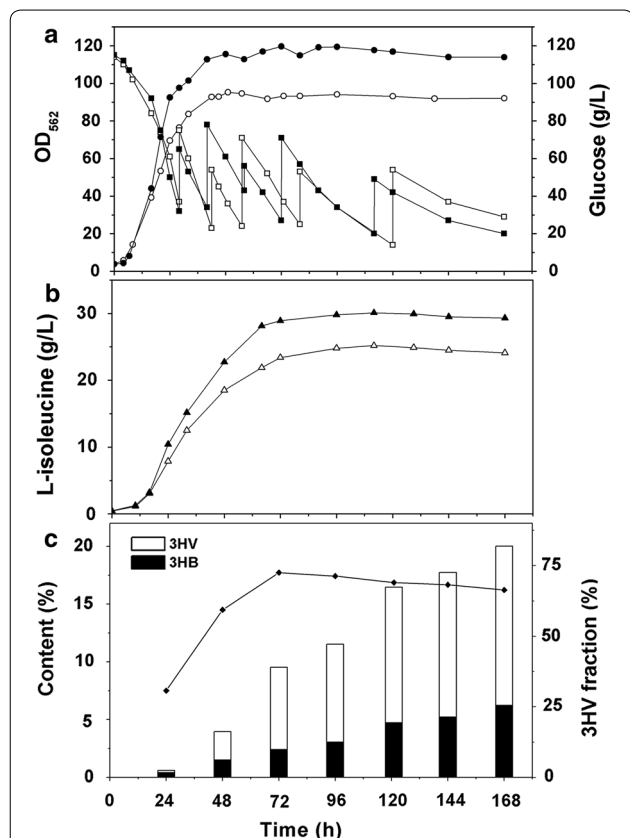 a
120
100
80
60
40
20
0
OD562
120
100
80
60
40
20
0
Glucose (g/L)
b
30
20
10
0
L-isoleucine (g/L)
c
3HV
3HB
20
15
10
5
0
Content (%)
75
50
25
0
3HV fraction (%)
0 24 48 72 96 120 144 168
Time (h)